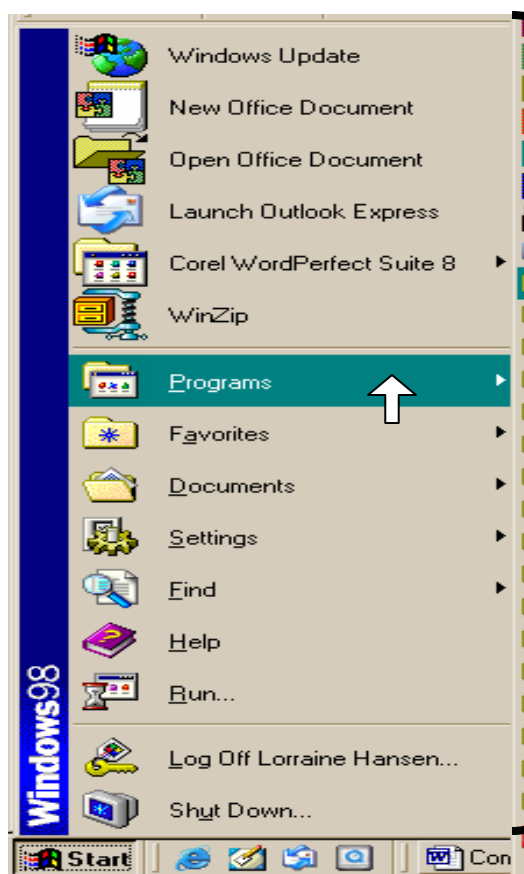 Windows Update
New Office Document
Open Office Document
Launch Outlook Express
Corel WordPerfect Suite 8
WinZip
Programs
Favorites
Documents
Settings
Find
Help
Run...
Log Off Lorraine Hansen...
Shut Down...
Windows98
Start
Con